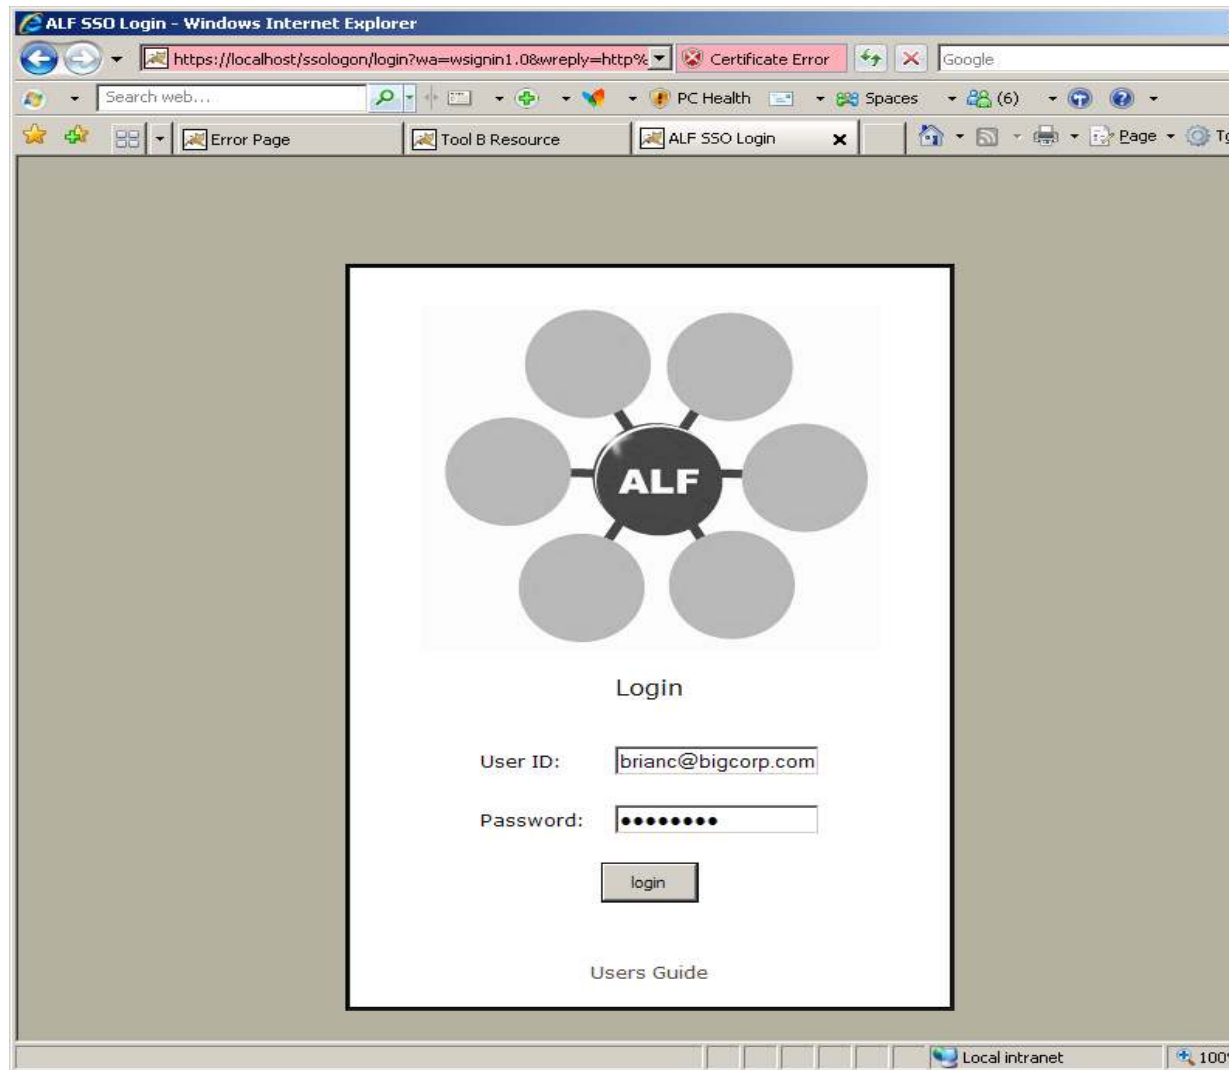 ALF SSO Login - Windows Internet Explorer
https://localhost/ssologon/login?wa=wsignin1.0&wreply=http% Certificate Error Google
Search web... PC Health Spaces (6)
Error Page Tool B Resource ALF SSO Login Page
ALF
Login
User ID: brianc@bigcorp.com
Password: ●●●●●●●●
login
Users Guide
Local intranet